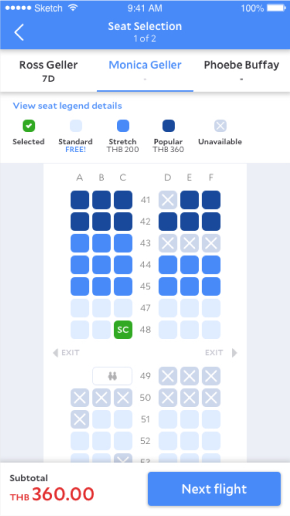 Sketch 9:41 AM 100%
Seat Selection
1 of 2
Ross Geller Monica Geller Phoebe Buffay
7D - -
View seat legend details
Selected Standard Stretch Popular Unavailable
FREE! THB 200 THB 360
A B C D E F
41
42
43
44
45
47
SC 48
EXIT EXIT
49
50
51
52
53
Subtotal
THB 360.00
Next flight